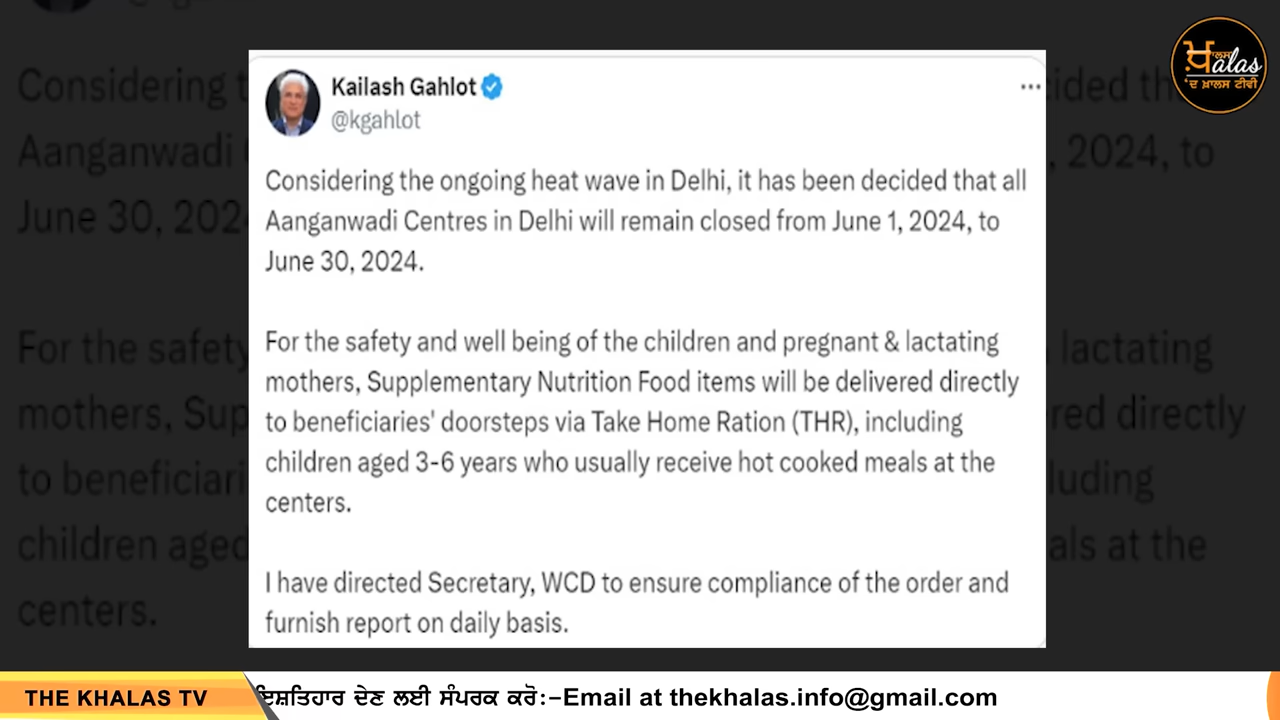 Kailash Gahlot
@kgahlot
Considering the ongoing heat wave in Delhi, it has been decided that all
Aanganwadi Centres in Delhi will remain closed from June 1, 2024, to
June 30, 2024.
For the safety and well being of the children and pregnant & lactating
mothers, Supplementary Nutrition Food items will be delivered directly
to beneficiaries' doorsteps via Take Home Ration (THR), including
children aged 3-6 years who usually receive hot cooked meals at the
centers.
I have directed Secretary, WCD to ensure compliance of the order and
furnish report on daily basis.
ਖ਼ਾਲਸ
alas
'ਦ ਖ਼ਾਲਸ ਟੀਵੀ
THE KHALAS TV
ਇਸ਼ਤਿਹਾਰ ਦੇਣ ਲਈ ਸੰਪਰਕ ਕਰੋ:–Email at thekhalas.info@gmail.com